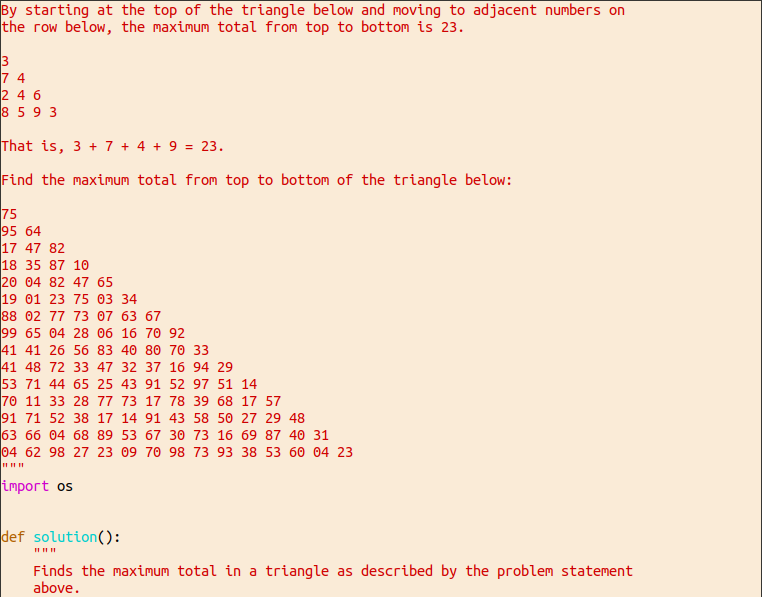 By starting at the top of the triangle below and moving to adjacent numbers on
the row below, the maximum total from top to bottom is 23.
3
7 4
2 4 6
8 5 9 3
That is, 3 + 7 + 4 + 9 = 23.
Find the maximum total from top to bottom of the triangle below:
75
95 64
17 47 82
18 35 87 10
20 04 82 47 65
19 01 23 75 03 34
88 02 77 73 07 63 67
99 65 04 28 06 16 70 92
41 41 26 56 83 40 80 70 33
41 48 72 33 47 32 37 16 94 29
53 71 44 65 25 43 91 52 97 51 14
70 11 33 28 77 73 17 78 39 68 17 57
91 71 52 38 17 14 91 43 58 50 27 29 48
63 66 04 68 89 53 67 30 73 16 69 87 40 31
04 62 98 27 23 09 70 98 73 93 38 53 60 04 23
"""
import os
def solution():
"""
Finds the maximum total in a triangle as described by the problem statement
above.